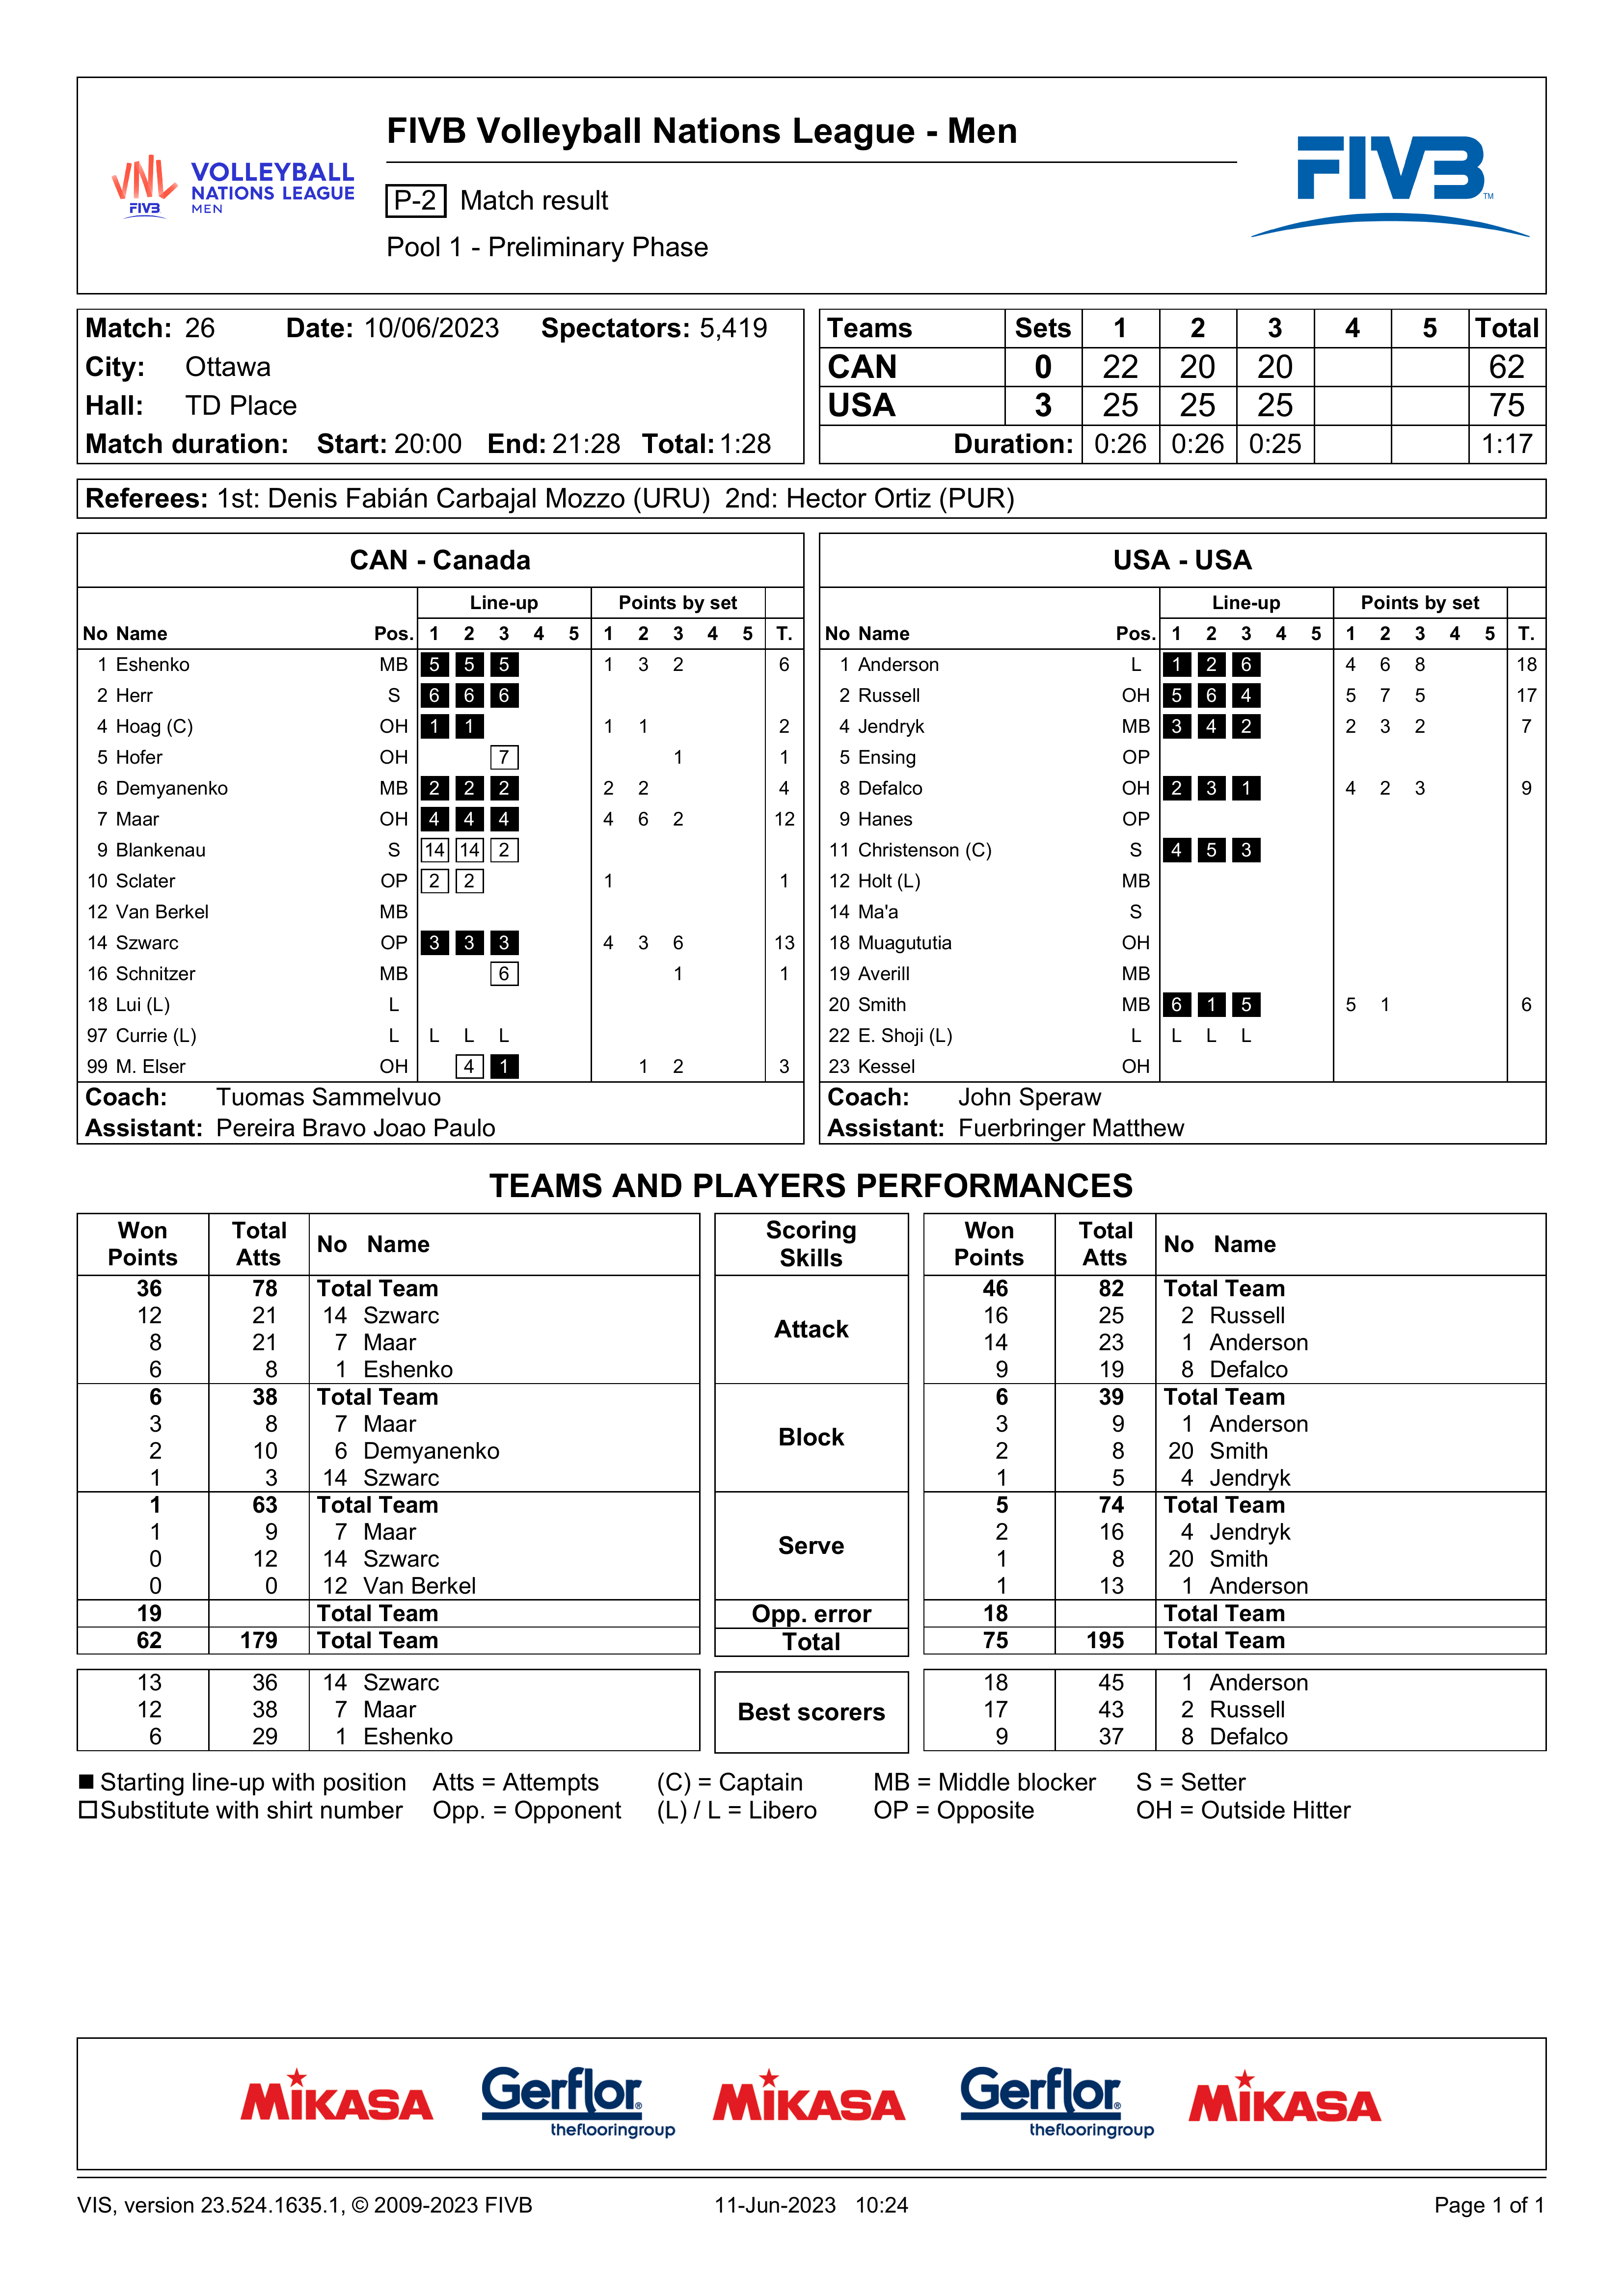 FIVB Volleyball Nations League - Men
VNL FIVB
VOLLEYBALL
NATIONS LEAGUE
MEN
P-2 Match result
Pool 1 - Preliminary Phase
FIVB TM
Match: 26 Date: 10/06/2023 Spectators: 5,419
City: Ottawa
Hall: TD Place
Match duration: Start: 20:00 End: 21:28 Total: 1:28
Teams Sets 1 2 3 4 5 Total
CAN 0 22 20 20 62
USA 3 25 25 25 75
Duration: 0:26 0:26 0:25 1:17
Referees: 1st: Denis Fabián Carbajal Mozzo (URU) 2nd: Hector Ortiz (PUR)
CAN - Canada
Line-up Points by set
No Name Pos. 1 2 3 4 5 1 2 3 4 5 T.
1 Eshenko MB 5 5 5 1 3 2 6
2 Herr S 6 6 6
4 Hoag (C) OH 1 1 1 1 2
5 Hofer OH 7 1 1
6 Demyanenko MB 2 2 2 2 2 4
7 Maar OH 4 4 4 4 6 2 12
9 Blankenau S 14 14 2
10 Sclater OP 2 2 1 1
12 Van Berkel MB
14 Szwarc OP 3 3 3 4 3 6 13
16 Schnitzer MB 6 1 1
18 Lui (L) L
97 Currie (L) L L L L
99 M. Elser OH 4 1 1 2 3
Coach: Tuomas Sammelvuo
Assistant: Pereira Bravo Joao Paulo
USA - USA
Line-up Points by set
No Name Pos. 1 2 3 4 5 1 2 3 4 5 T.
1 Anderson L 1 2 6 4 6 8 18
2 Russell OH 5 6 4 5 7 5 17
4 Jendryk MB 3 4 2 2 3 2 7
5 Ensing OP
8 Defalco OH 2 3 1 4 2 3 9
9 Hanes OP
11 Christenson (C) S 4 5 3
12 Holt (L) MB
14 Ma'a S
18 Muagututia OH
19 Averill MB
20 Smith MB 6 1 5 5 1 6
22 E. Shoji (L) L L L L
23 Kessel OH
Coach: John Speraw
Assistant: Fuerbringer Matthew
TEAMS AND PLAYERS PERFORMANCES
Won Points Total Atts No Name Scoring Skills Won Points Total Atts No Name
36 78 Total Team Attack 46 82 Total Team
12 21 14 Szwarc 16 25 2 Russell
8 21 7 Maar 14 23 1 Anderson
6 8 1 Eshenko 9 19 8 Defalco
6 38 Total Team Block 6 39 Total Team
3 8 7 Maar 3 9 1 Anderson
2 10 6 Demyanenko 2 8 20 Smith
1 3 14 Szwarc 1 5 4 Jendryk
1 63 Total Team Serve 5 74 Total Team
1 9 7 Maar 2 16 4 Jendryk
0 12 14 Szwarc 1 8 20 Smith
0 0 12 Van Berkel 1 13 1 Anderson
19 Total Team Opp. error 18 Total Team
62 179 Total Team Total 75 195 Total Team
13 36 14 Szwarc Best scorers 18 45 1 Anderson
12 38 7 Maar 17 43 2 Russell
6 29 1 Eshenko 9 37 8 Defalco
Starting line-up with position Atts = Attempts (C) = Captain MB = Middle blocker S = Setter
Substitute with shirt number Opp. = Opponent (L) / L = Libero OP = Opposite OH = Outside Hitter
MIKASA Gerflor® theflooringgroup MIKASA Gerflor® theflooringgroup MIKASA
VIS, version 23.524.1635.1, © 2009-2023 FIVB 11-Jun-2023 10:24 Page 1 of 1